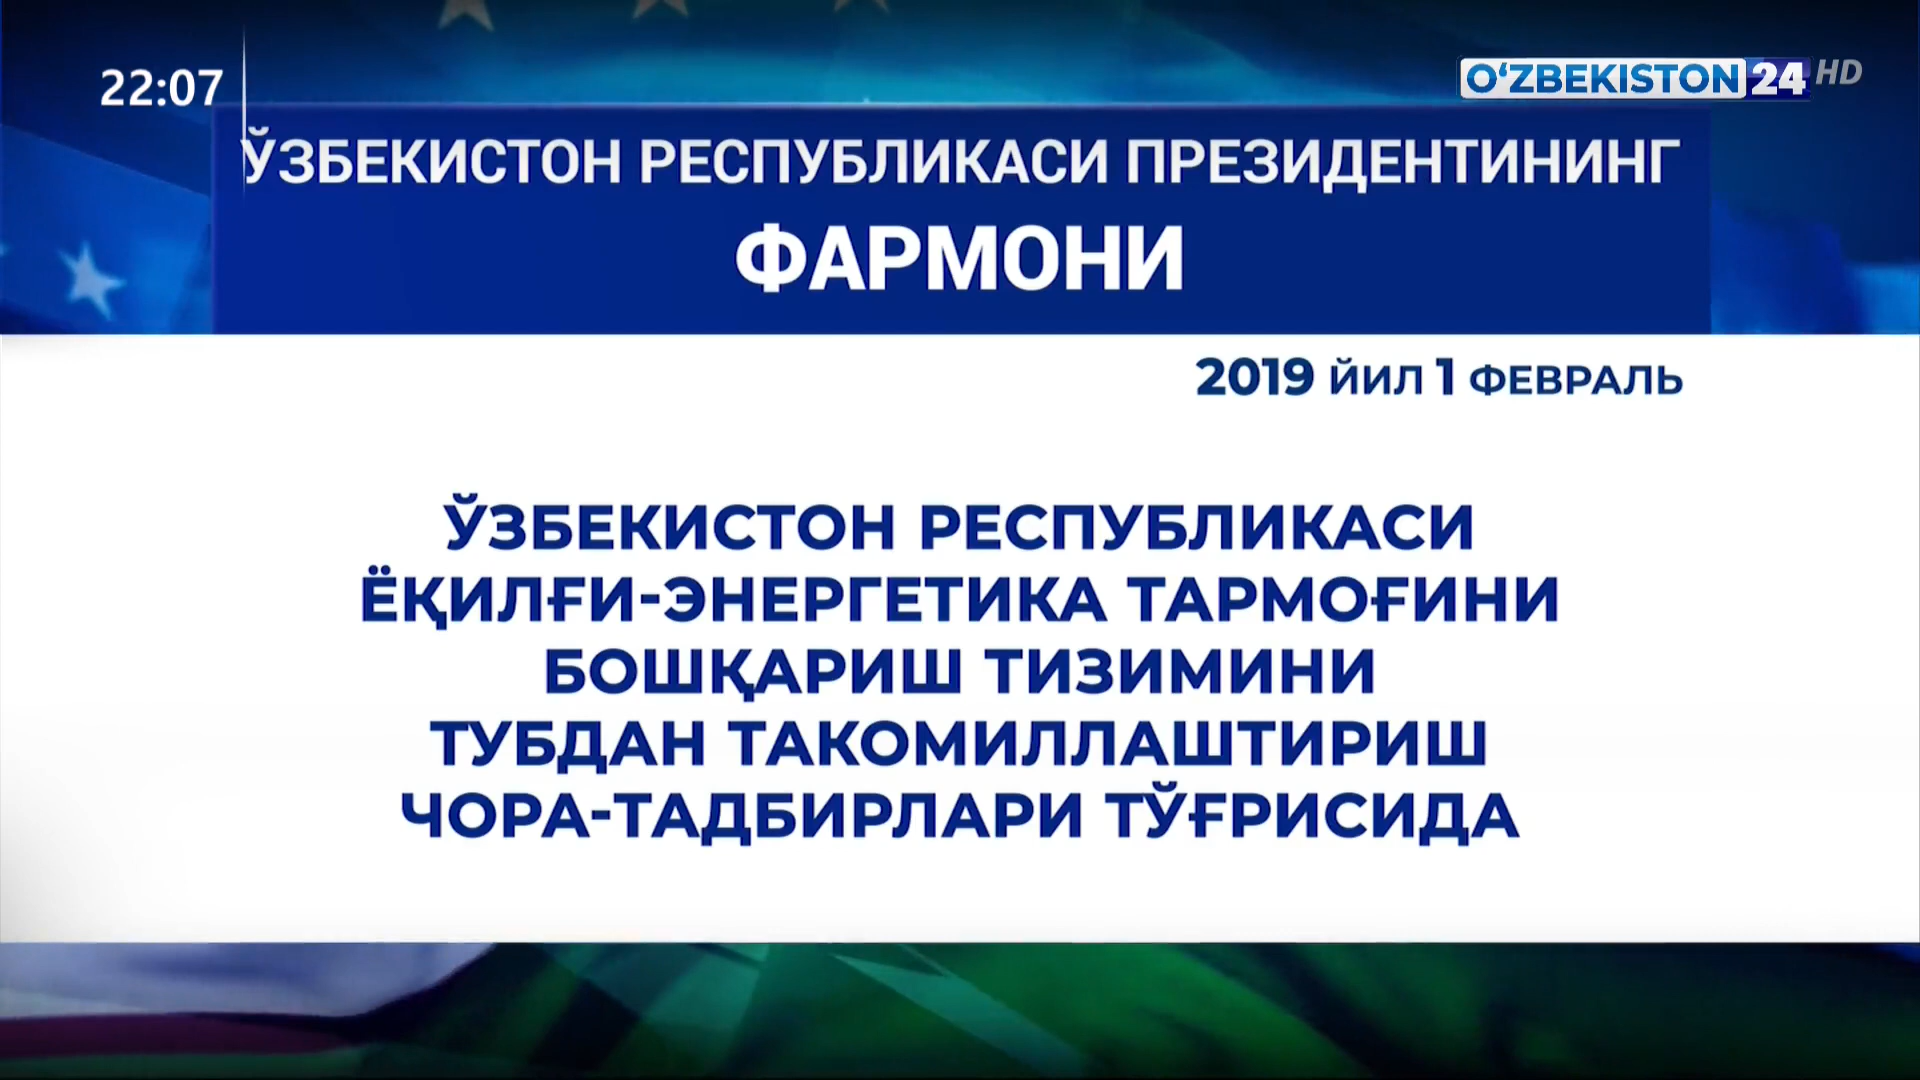 22:07
O‘ZBEKISTON 24 HD
ЎЗБЕКИСТОН РЕСПУБЛИКАСИ ПРЕЗИДЕНТИНИНГ
ФАРМОНИ
2019 ЙИЛ 1 ФЕВРАЛЬ
ЎЗБЕКИСТОН РЕСПУБЛИКАСИ
ЁҚИЛҒИ-ЭНЕРГЕТИКА ТАРМОҒИНИ
БОШҚАРИШ ТИЗИМИНИ
ТУБДАН ТАКОМИЛЛАШТИРИШ
ЧОРА-ТАДБИРЛАРИ ТЎҒРИСИДА